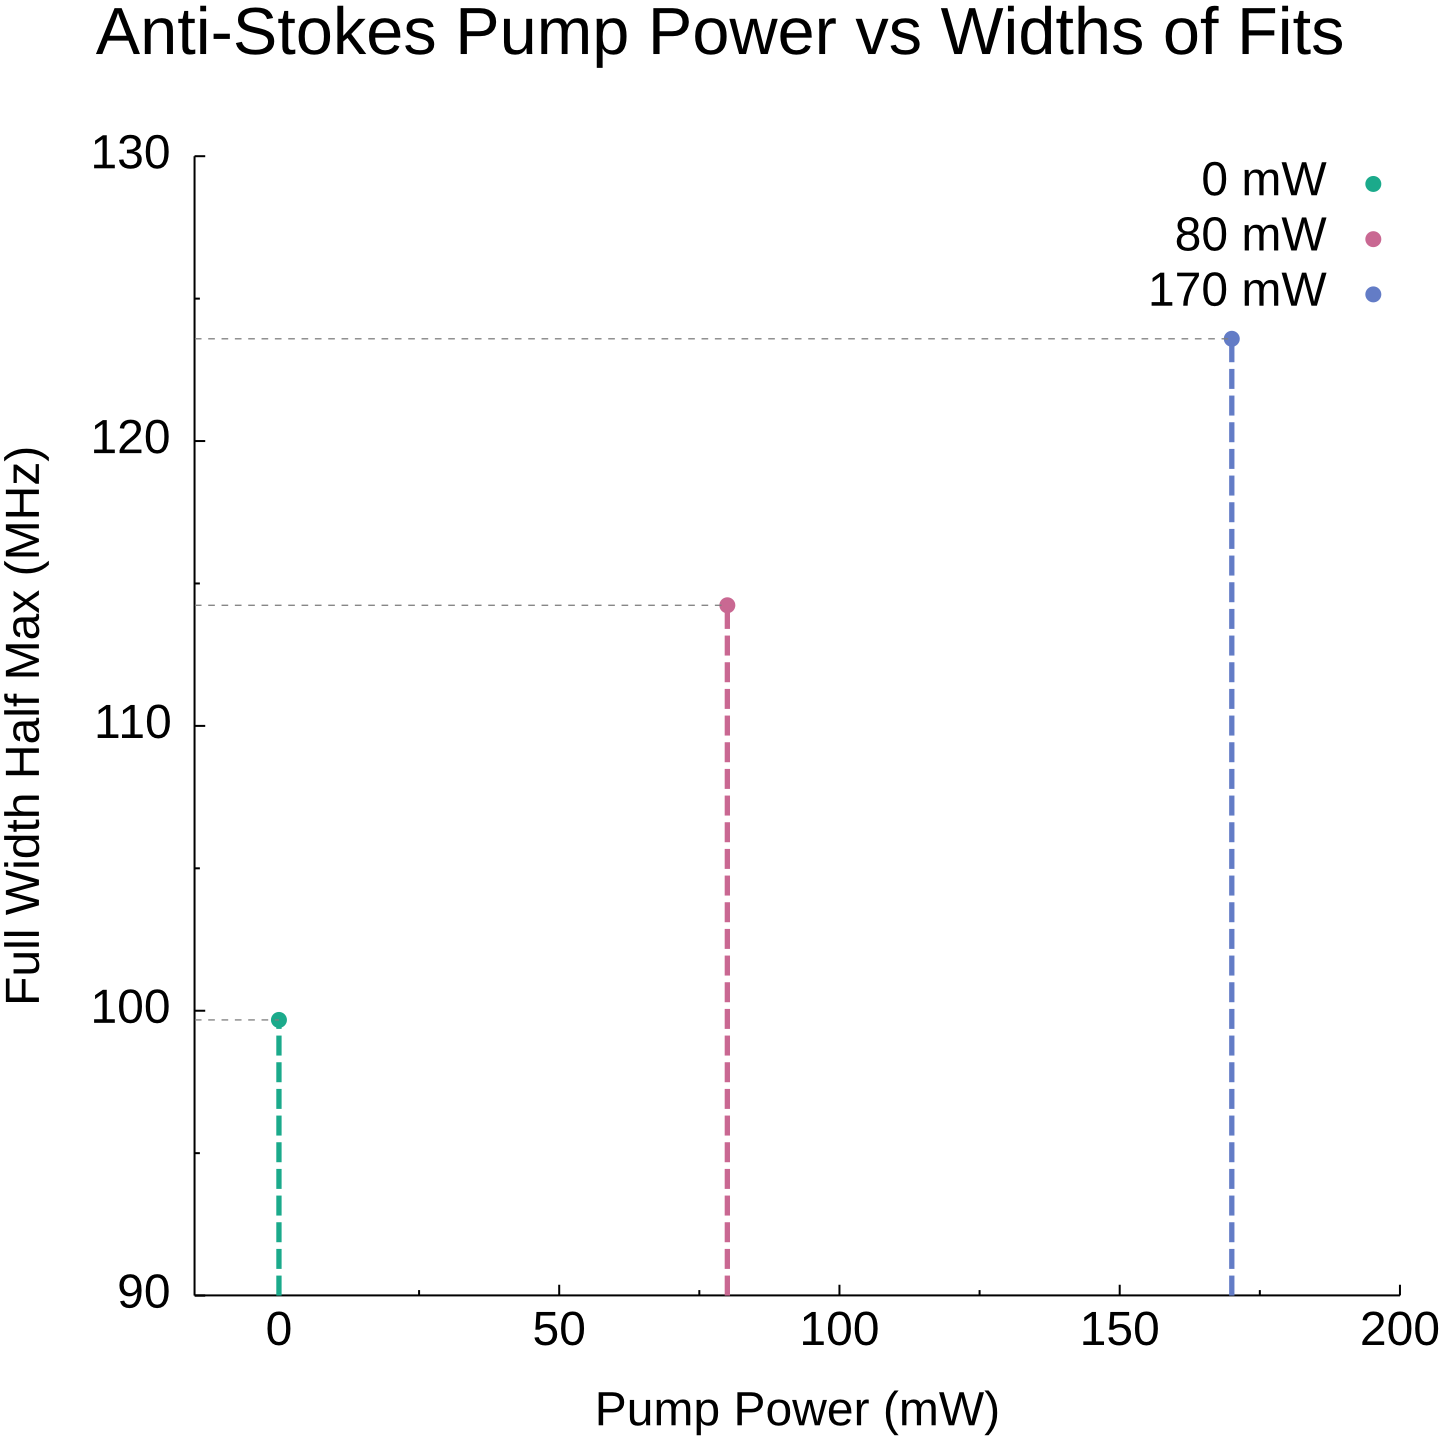 Anti-Stokes Pump Power vs Widths of Fits
130
120
110
100
90
Full Width Half Max (MHz)
0 mW
80 mW
170 mW
0 50 100 150 200
Pump Power (mW)